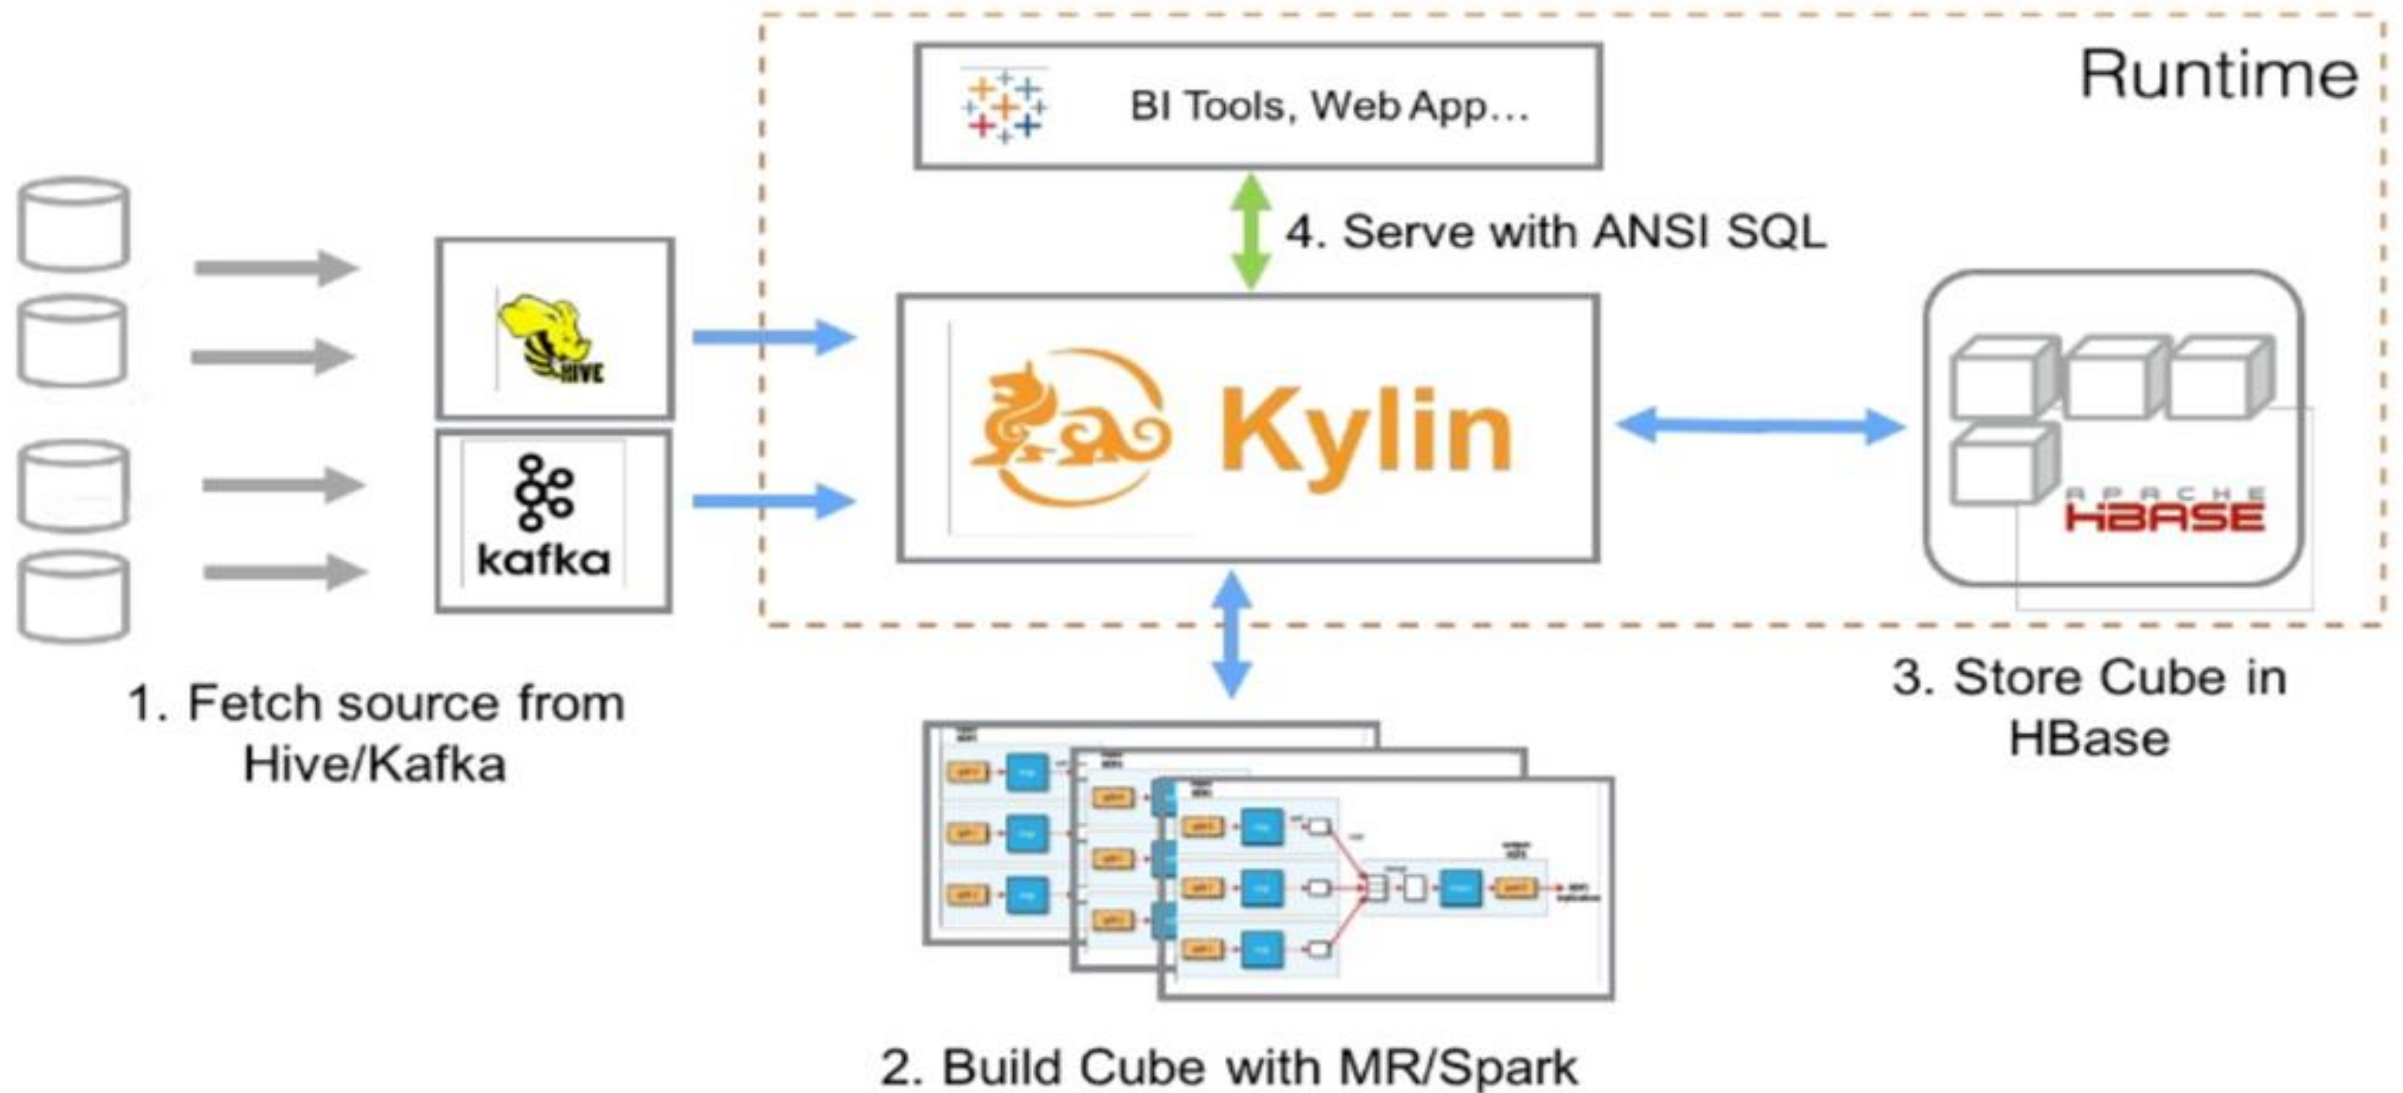 Runtime
BI Tools, Web App...
4. Serve with ANSI SQL
HIVE
kafka
Kylin
APACHE
HBASE
1. Fetch source from
Hive/Kafka
3. Store Cube in
HBase
2. Build Cube with MR/Spark